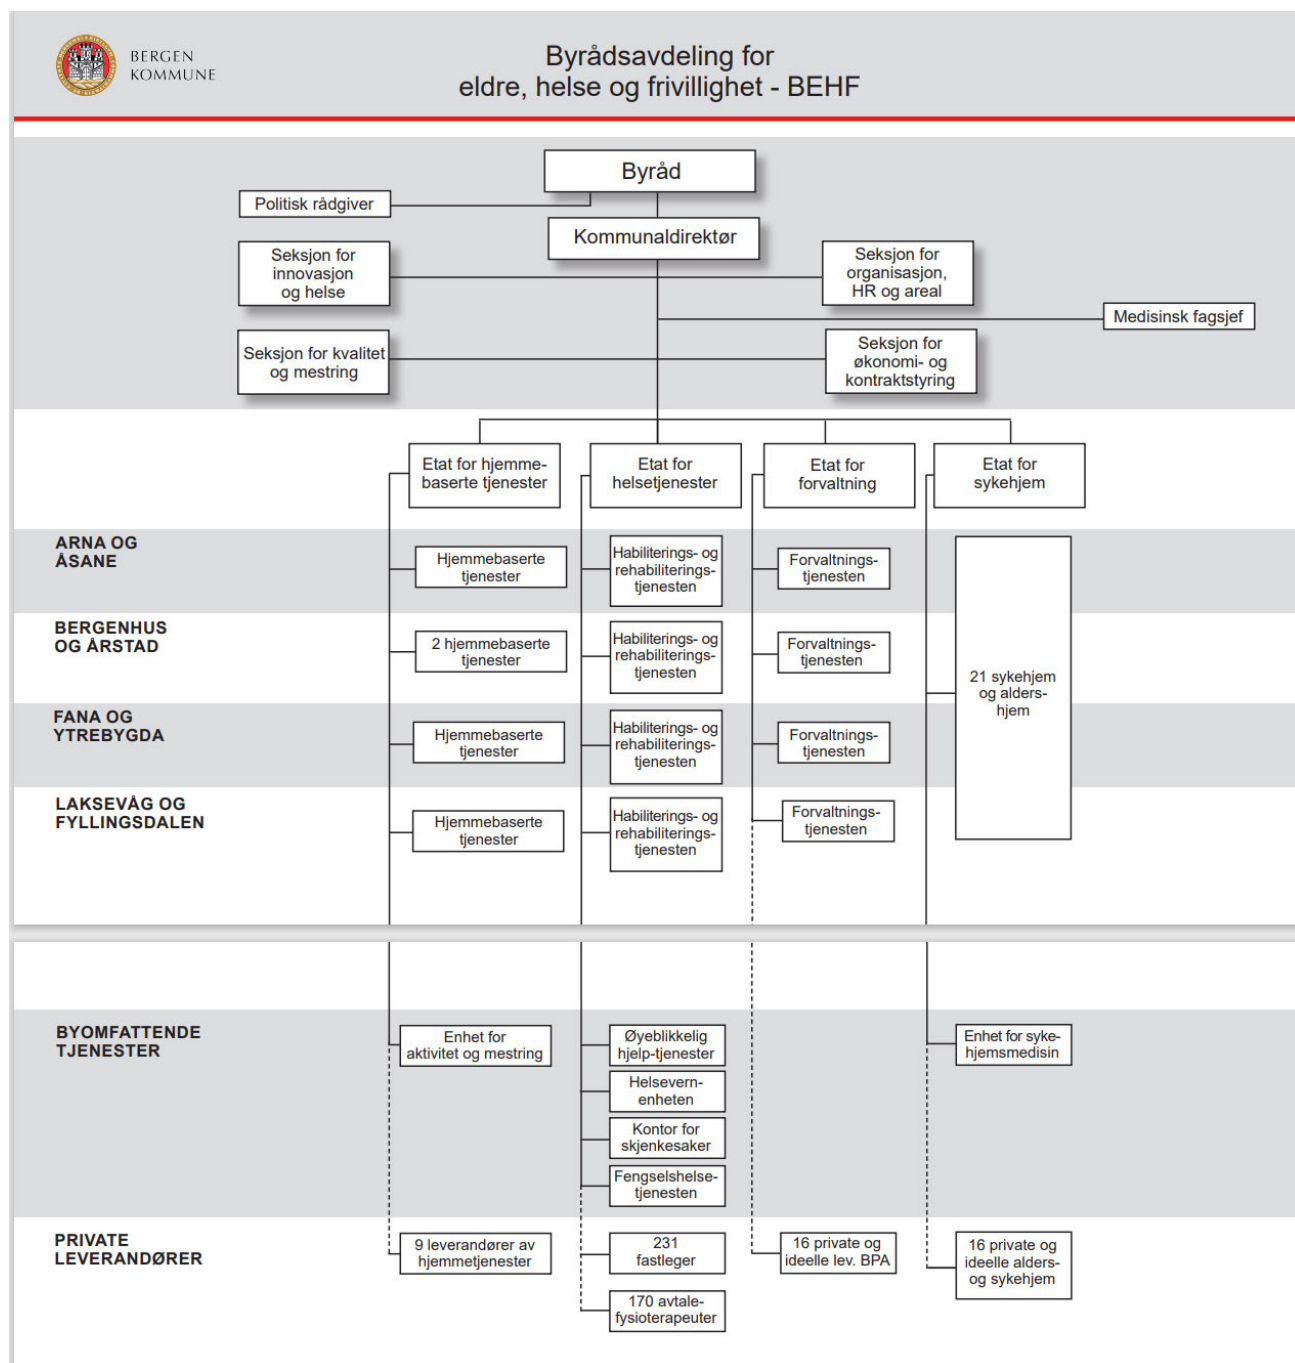 BERGEN
KOMMUNE
Byrådsavdeling for
eldre, helse og frivillighet - BEHF
Byråd
Politisk rådgiver
Kommunaldirektør
Seksjon for
innovasjon
og helse
Seksjon for
organisasjon,
HR og areal
Medisinsk fagsjef
Seksjon for kvalitet
og mestring
Seksjon for
økonomi- og
kontraktstyring
Etat for hjemme-
baserte tjenester
Etat for
helsetjenester
Etat for
forvaltning
Etat for
sykehjem
ARNA OG
ÅSANE
Hjemmebaserte
tjenester
Habiliterings- og
rehabiliterings-
tjenesten
Forvaltnings-
tjenesten
21 sykehjem
og alders-
hjem
BERGENHUS
OG ÅRSTAD
2 hjemmebaserte
tjenester
Habiliterings- og
rehabiliterings-
tjenesten
Forvaltnings-
tjenesten
FANA OG
YTREBYGDA
Hjemmebaserte
tjenester
Habiliterings- og
rehabiliterings-
tjenesten
Forvaltnings-
tjenesten
LAKSEVÅG OG
FYLLINGSDALEN
Hjemmebaserte
tjenester
Habiliterings- og
rehabiliterings-
tjenesten
Forvaltnings-
tjenesten
BYOMFATTENDE
TJENESTER
Enhet for
aktivitet og mestring
Øyeblikkelig
hjelp-tjenester
Helsevern-
enheten
Kontor for
skjenkesaker
Fengselshelse-
tjenesten
Enhet for syke-
hjemsmedisin
PRIVATE
LEVERANDØRER
9 leverandører av
hjemmetjenester
231
fastleger
170 avtale-
fysioterapeuter
16 private og
ideelle lev. BPA
16 private og
ideelle alders-
og sykehjem